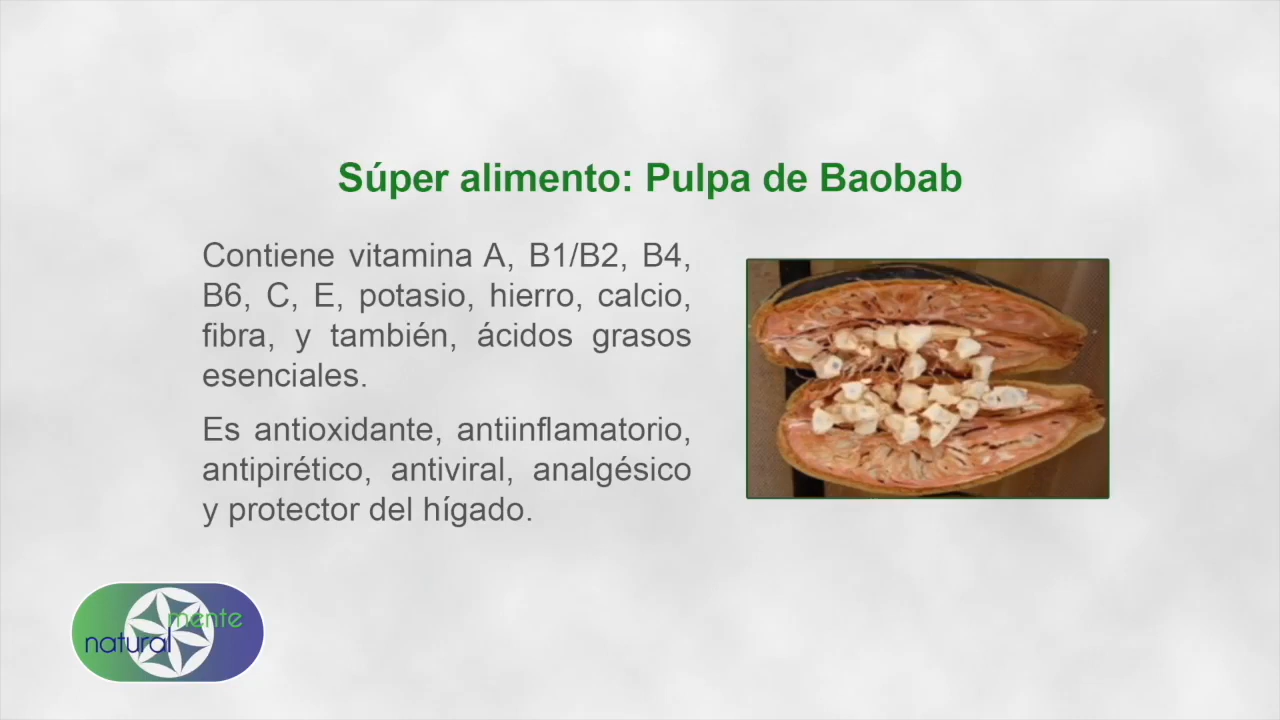 Súper alimento: Pulpa de Baobab
Contiene vitamina A, B1/B2, B4,
B6, C, E, potasio, hierro, calcio,
fibra, y también, ácidos grasos
esenciales.
Es antioxidante, antiinflamatorio,
antipirético, antiviral, analgésico
y protector del hígado.
natural
mente